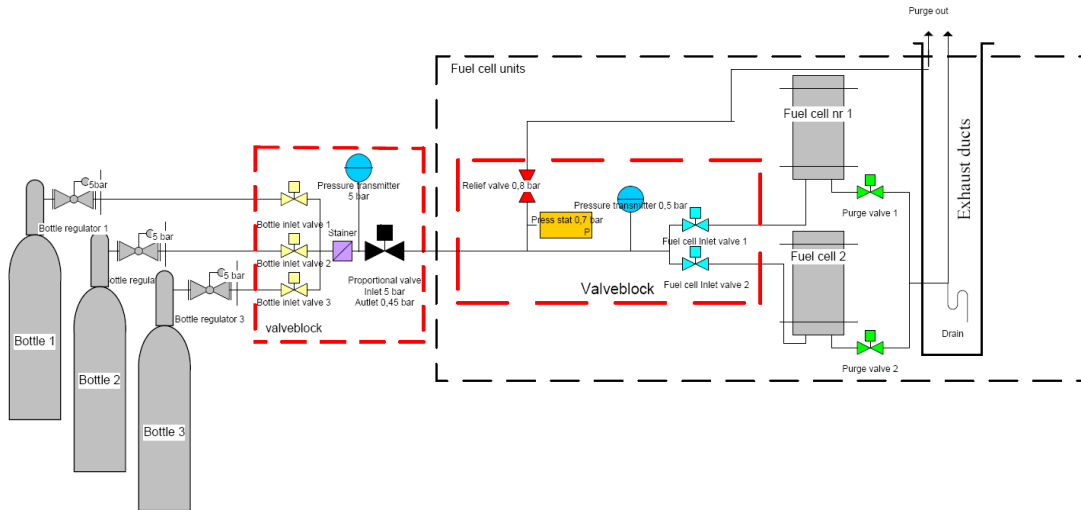 Purge out
Fuel cell units
Fuel cell nr 1
Exhaust ducts
5bar
Pressure transmitter
5 bar
Relief valve 0,8 bar
Pressure transmitter 0,5 bar
Press stat 0,7 bar
P
Purge valve 1
Bottle regulator 1
Bottle inlet valve 1
Stainer
5 bar
Fuel cell Inlet valve 1
Fuel cell 2
Bottle inlet valve 2
5 bar
Bottle regula
Proportional valve
Inlet 5 bar
Autlet 0,45 bar
Fuel cell Inlet valve 2
Valveblock
Bottle inlet valve 3
Bottle regulator 3
valveblock
Drain
Bottle 1
Purge valve 2
Bottle 2
Bottle 3